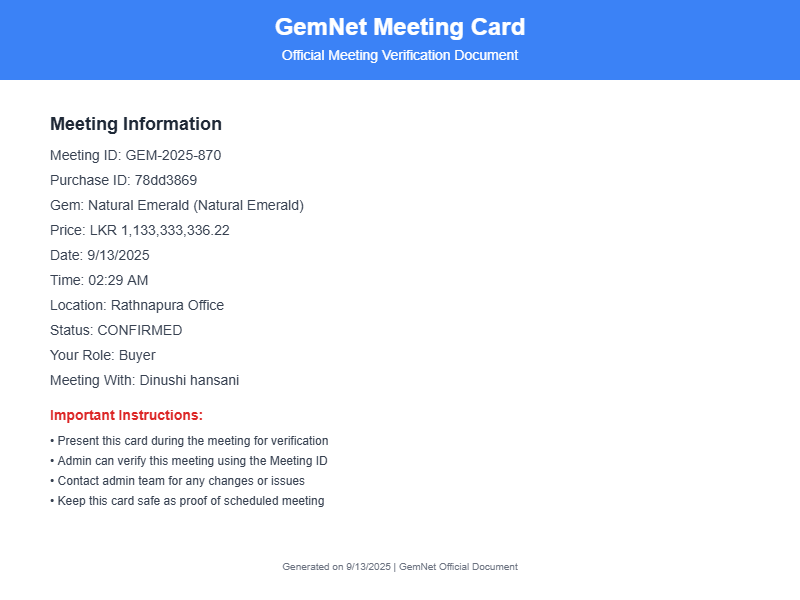 GemNet Meeting Card
Official Meeting Verification Document
Meeting Information
Meeting ID: GEM-2025-870
Purchase ID: 78dd3869
Gem: Natural Emerald (Natural Emerald)
Price: LKR 1,133,333,336.22
Date: 9/13/2025
Time: 02:29 AM
Location: Rathnapura Office
Status: CONFIRMED
Your Role: Buyer
Meeting With: Dinushi hansani
Important Instructions:
• Present this card during the meeting for verification
• Admin can verify this meeting using the Meeting ID
• Contact admin team for any changes or issues
• Keep this card safe as proof of scheduled meeting
Generated on 9/13/2025 | GemNet Official Document